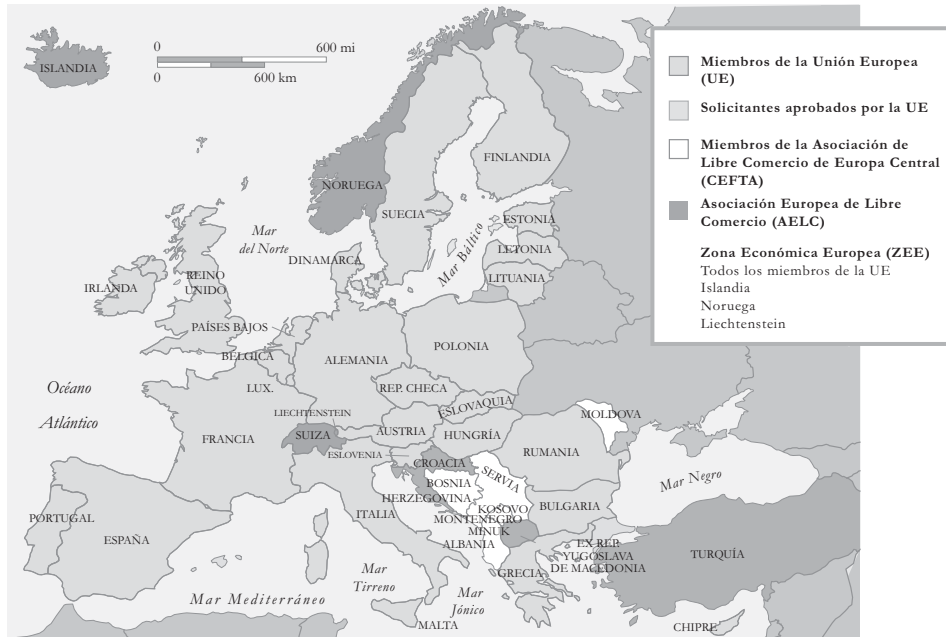 0
600 mi
0
600 km
ISLANDIA
NORUEGA
FINLANDIA
SUECIA
ESTONIA
LETONIA
LITUANIA
Mar Báltico
Mar
del Norte
DINAMARCA
IRLANDA
REINO
UNIDO
PAÍSES BAJOS
BÉLGICA
ALEMANIA
POLONIA
Océano
Atlántico
LUX.
REP. CHECA
ESLOVAQUIA
LIECHTENSTEIN
FRANCIA
SUIZA
AUSTRIA
HUNGRÍA
MOLDOVA
ESLOVENIA
CROACIA
RUMANIA
BOSNIA
HERZEGOVINA
SERVIA
Mar Negro
KOSOVO
MONTENEGRO
MINUK
BULGARIA
PORTUGAL
ESPAÑA
ITALIA
ALBANIA
EX REP.
YUGOSLAVA
DE MACEDONIA
TURQUÍA
GRECIA
Mar
Tirreno
Mar
Jónico
Mar Mediterráneo
MALTA
CHIPRE
Miembros de la Unión Europea
(UE)
Solicitantes aprobados por la UE
Miembros de la Asociación de
Libre Comercio de Europa Central
(CEFTA)
Asociación Europea de Libre
Comercio (AELC)
Zona Económica Europea (ZEE)
Todos los miembros de la UE
Islandia
Noruega
Liechtenstein